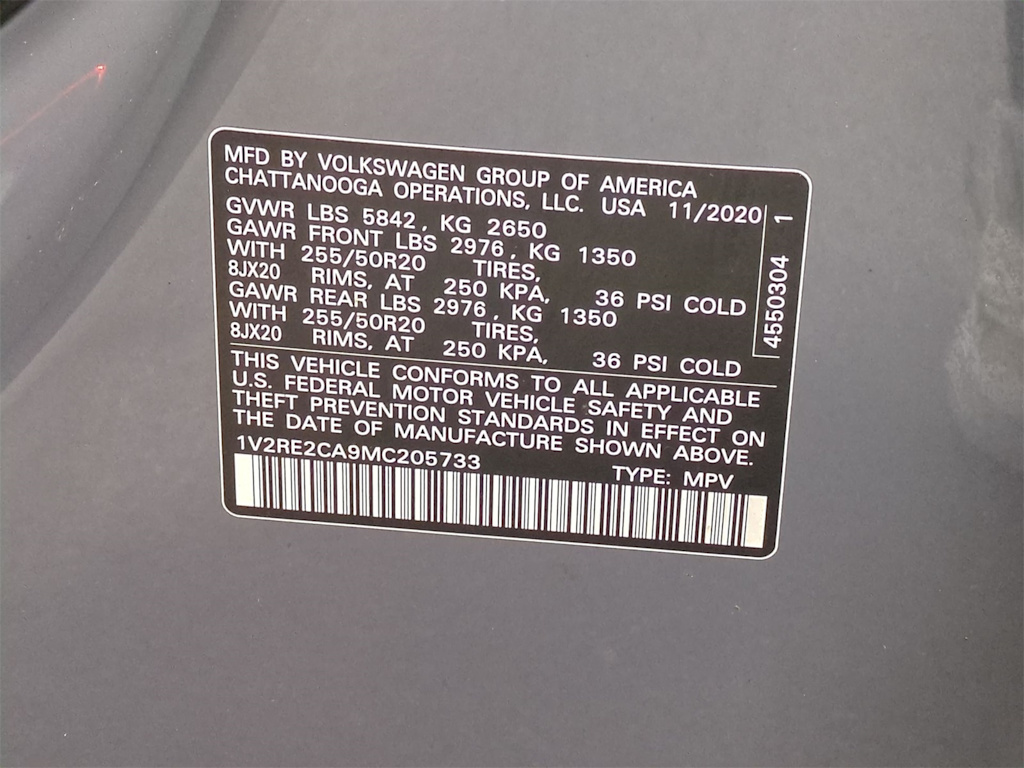 MFD BY VOLKSWAGEN GROUP OF AMERICA
CHATTANOOGA OPERATIONS, LLC. USA 11/2020
GVWR LBS 5842, KG 2650
GAWR FRONT LBS 2976, KG 1350
WITH 255/50R20 TIRES,
8JX20 RIMS, AT 250 KPA, 36 PSI COLD
GAWR REAR LBS 2976, KG 1350
WITH 255/50R20 TIRES,
8JX20 RIMS, AT 250 KPA, 36 PSI COLD
4550304 1
THIS VEHICLE CONFORMS TO ALL APPLICABLE
U.S. FEDERAL MOTOR VEHICLE SAFETY AND
THEFT PREVENTION STANDARDS IN EFFECT ON
THE DATE OF MANUFACTURE SHOWN ABOVE.
1V2RE2CA9MC205733 TYPE: MPV